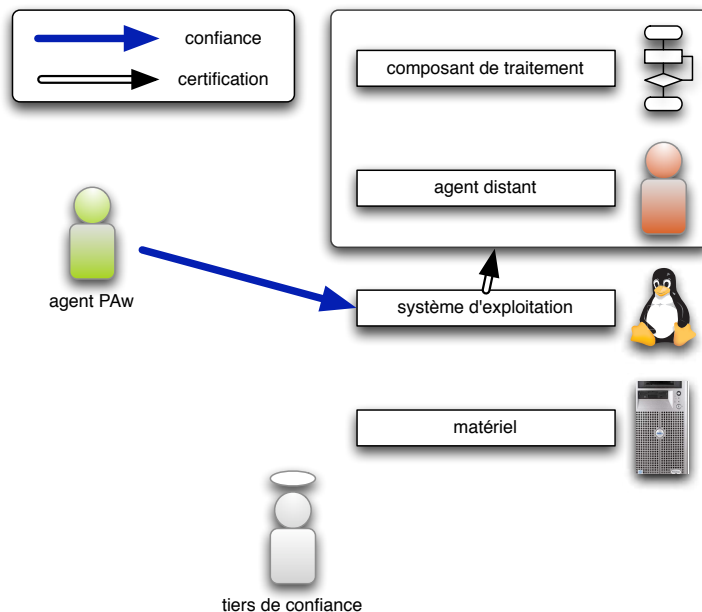 confiance
certification
composant de traitement
agent distant
agent PAw
système d'exploitation
matériel
tiers de confiance